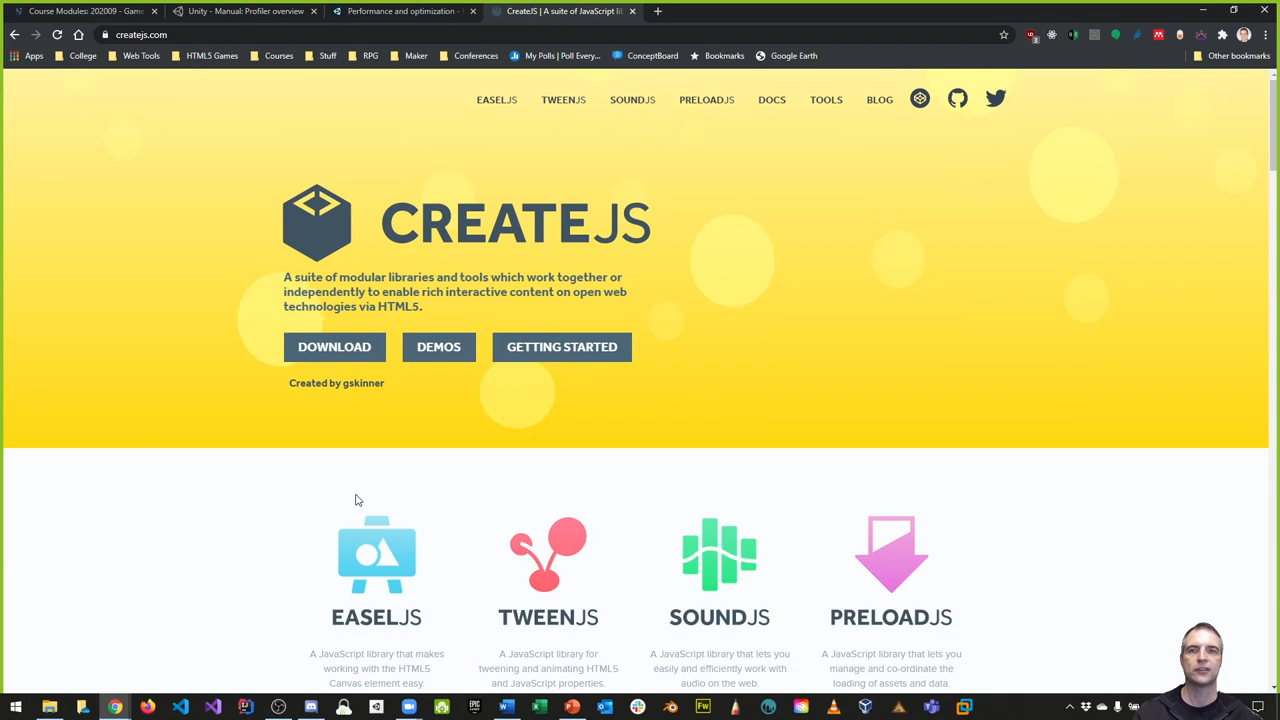 Course Modules: 202009 - Game
Unity - Manual: Profiler overview
Performance and optimization -
CreateJS | A suite of JavaScript li
createjs.com
3
Apps
College
Web Tools
HTML5 Games
Courses
Stuff
RPG
Maker
Conferences
My Polls | Poll Every...
ConceptBoard
Bookmarks
Google Earth
Other bookmarks
EASELJS
TWEENJS
SOUNDJS
PRELOADJS
DOCS
TOOLS
BLOG
CREATEJS
A suite of modular libraries and tools which work together or
independently to enable rich interactive content on open web
technologies via HTML5.
DOWNLOAD
DEMOS
GETTING STARTED
Created by gskinner
EASELJS
TWEENJS
SOUNDJS
PRELOADJS
A JavaScript library that makes
working with the HTML5
Canvas element easy.
A JavaScript library for
tweening and animating HTML5
and JavaScript properties.
A JavaScript library that lets you
easily and efficiently work with
audio on the web.
A JavaScript library that lets you
manage and co-ordinate the
loading of assets and data.
EPIC
Fw